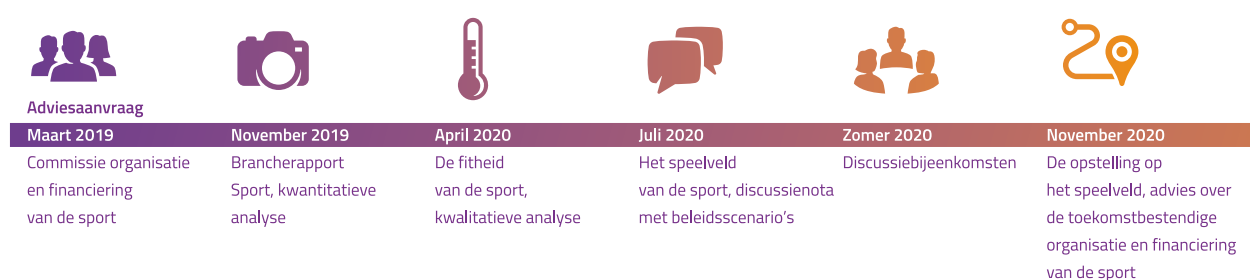 Adviesaanvraag
Maart 2019
Commissie organisatie
en financiering
van de sport
November 2019
Brancherapport
Sport, kwantitatieve
analyse
April 2020
De fitheid
van de sport,
kwalitatieve analyse
Juli 2020
Het speelveld
van de sport, discussienota
met beleidsscenario's
Zomer 2020
Discussiebijeenkomsten
November 2020
De opstelling op
het speelveld, advies over
de toekomstbestendige
organisatie en financiering
van de sport